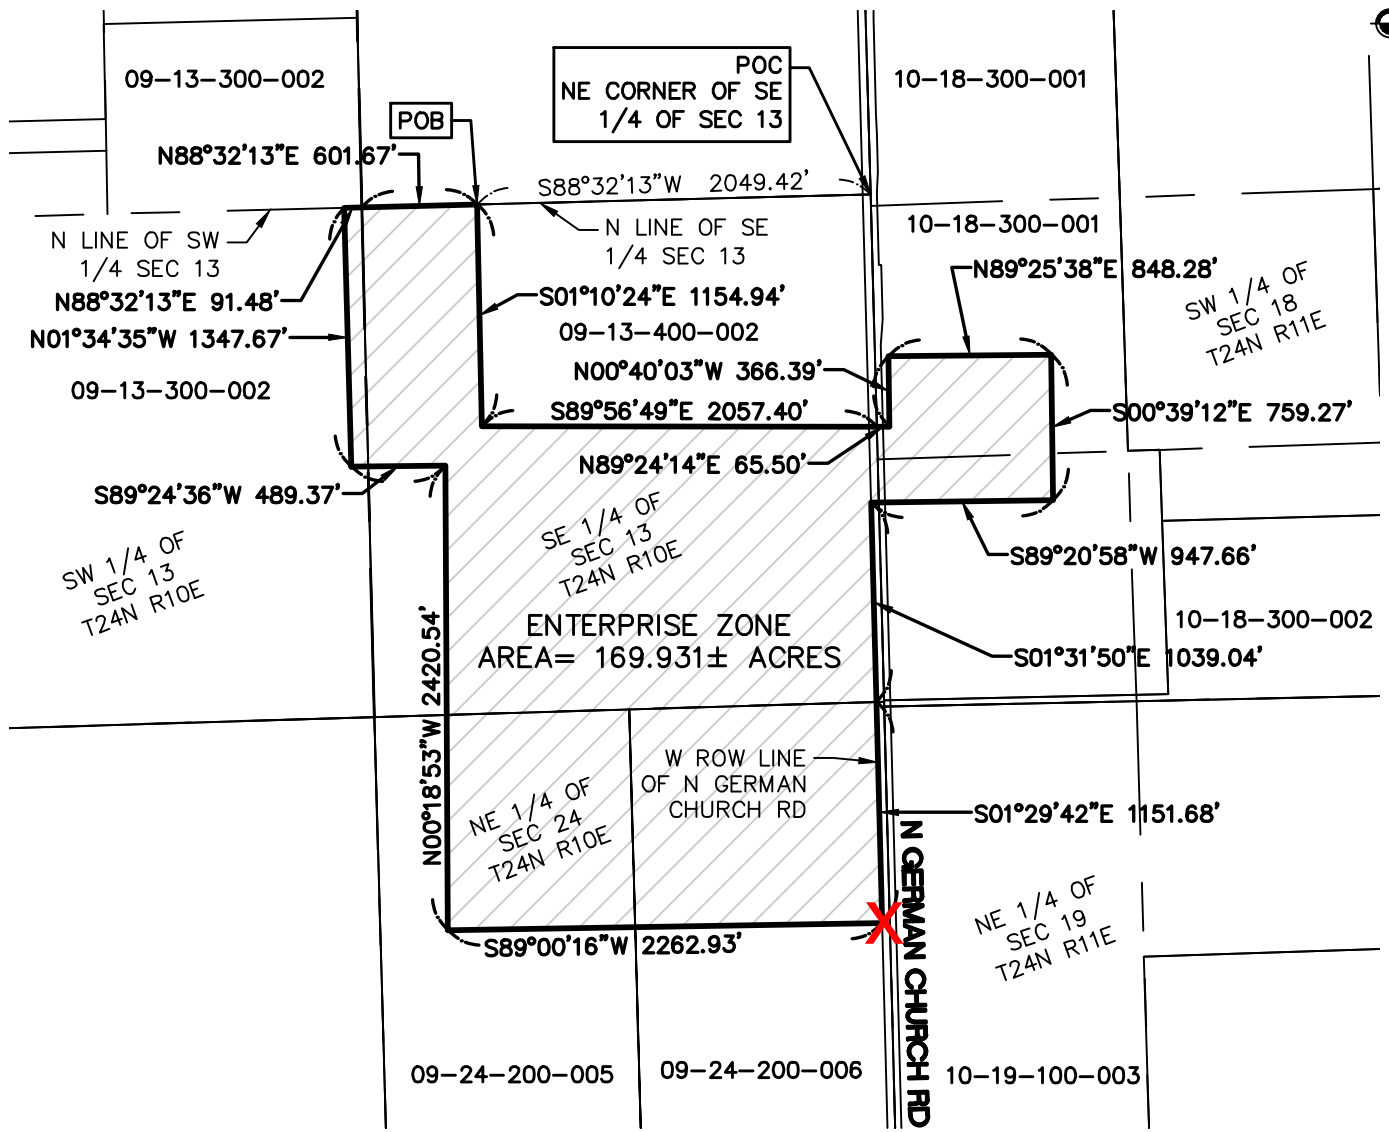 09-13-300-002
POC
NE CORNER OF SE
1/4 OF SEC 13
10-18-300-001
POB
N88°32'13"E 601.67'
S88°32'13"W 2049.42'
N LINE OF SW
1/4 SEC 13
N LINE OF SE
1/4 SEC 13
10-18-300-001
N89°25'38"E 848.28'
SW 1/4 OF
SEC 18
T24N R11E
N88°32'13"E 91.48'
S01°10'24"E 1154.94'
N01°34'35"W 1347.67'
09-13-400-002
N00°40'03"W 366.39'
09-13-300-002
S89°56'49"E 2057.40'
S00°39'12"E 759.27'
N89°24'14"E 65.50'
S89°24'36"W 489.37'
SE 1/4 OF
SEC 13
T24N R10E
SW 1/4 OF
SEC 13
T24N R10E
S89°20'58"W 947.66'
10-18-300-002
ENTERPRISE ZONE
AREA= 169.931± ACRES
S01°31'50"E 1039.04'
N00°18'53"W 2420.54'
W ROW LINE
OF N GERMAN
CHURCH RD
NE 1/4 OF
SEC 24
T24N R10E
S01°29'42"E 1151.68'
N GERMAN CHURCH RD
NE 1/4 OF
SEC 19
T24N R11E
X
S89°00'16"W 2262.93'
09-24-200-005
09-24-200-006
10-19-100-003